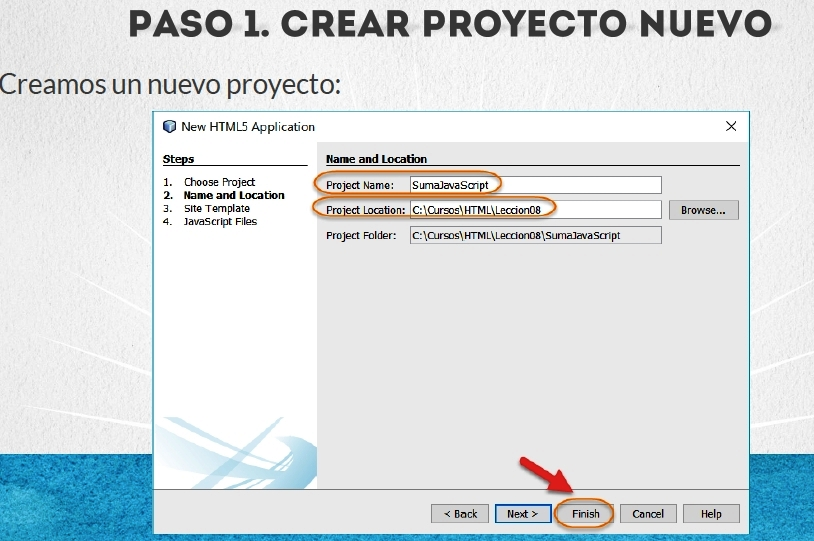 PASO 1. CREAR PROYECTO NUEVO
Creamos un nuevo proyecto:
New HTML5 Application
Steps
1. Choose Project
2. Name and Location
3. Site Template
4. JavaScript Files
Name and Location
Project Name: SumaJavaScript
Project Location: C:\Cursos\HTML\Leccion08 Browse...
Project Folder: C:\Cursos\HTML\Leccion08\SumaJavaScript
< Back Next > Finish Cancel Help